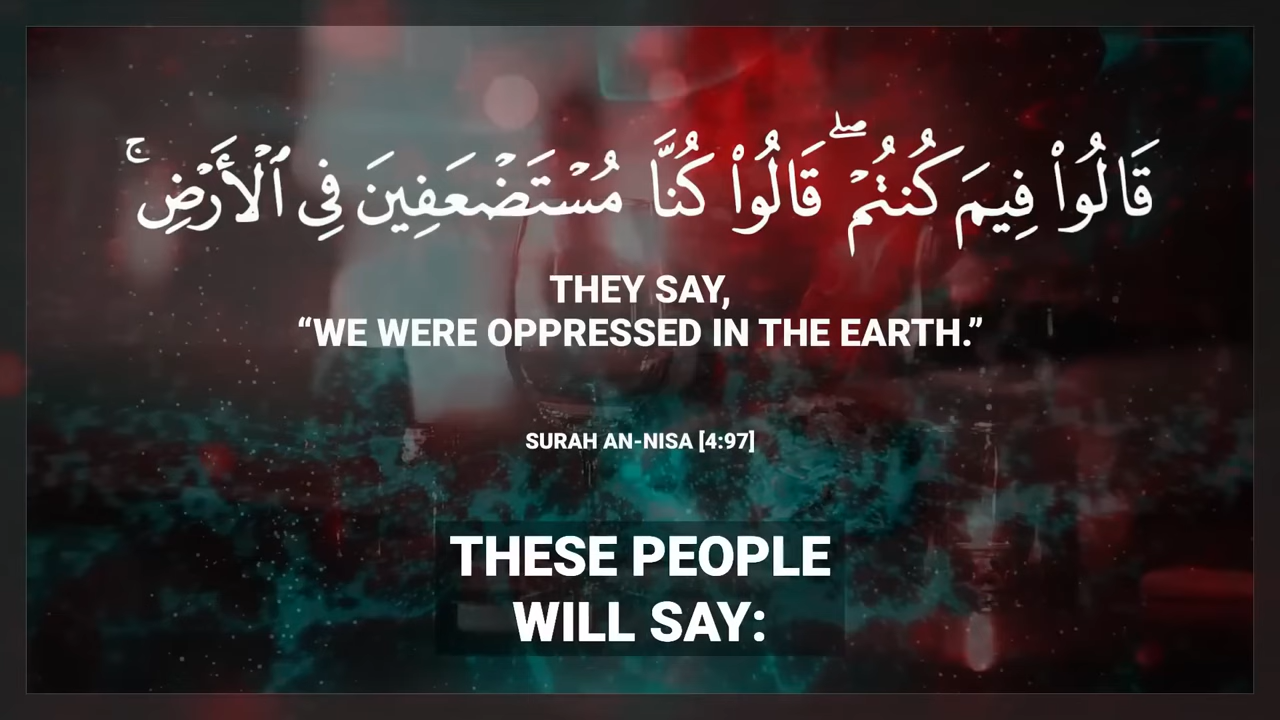 قَالُوا۟ فِيمَ كُنتُمْ ۖ قَالُوا۟ كُنَّا مُسْتَضْعَفِينَ فِى ٱلْأَرْضِ ۚ
THEY SAY,
“WE WERE OPPRESSED IN THE EARTH.”
SURAH AN-NISA [4:97]
THESE PEOPLE
WILL SAY: